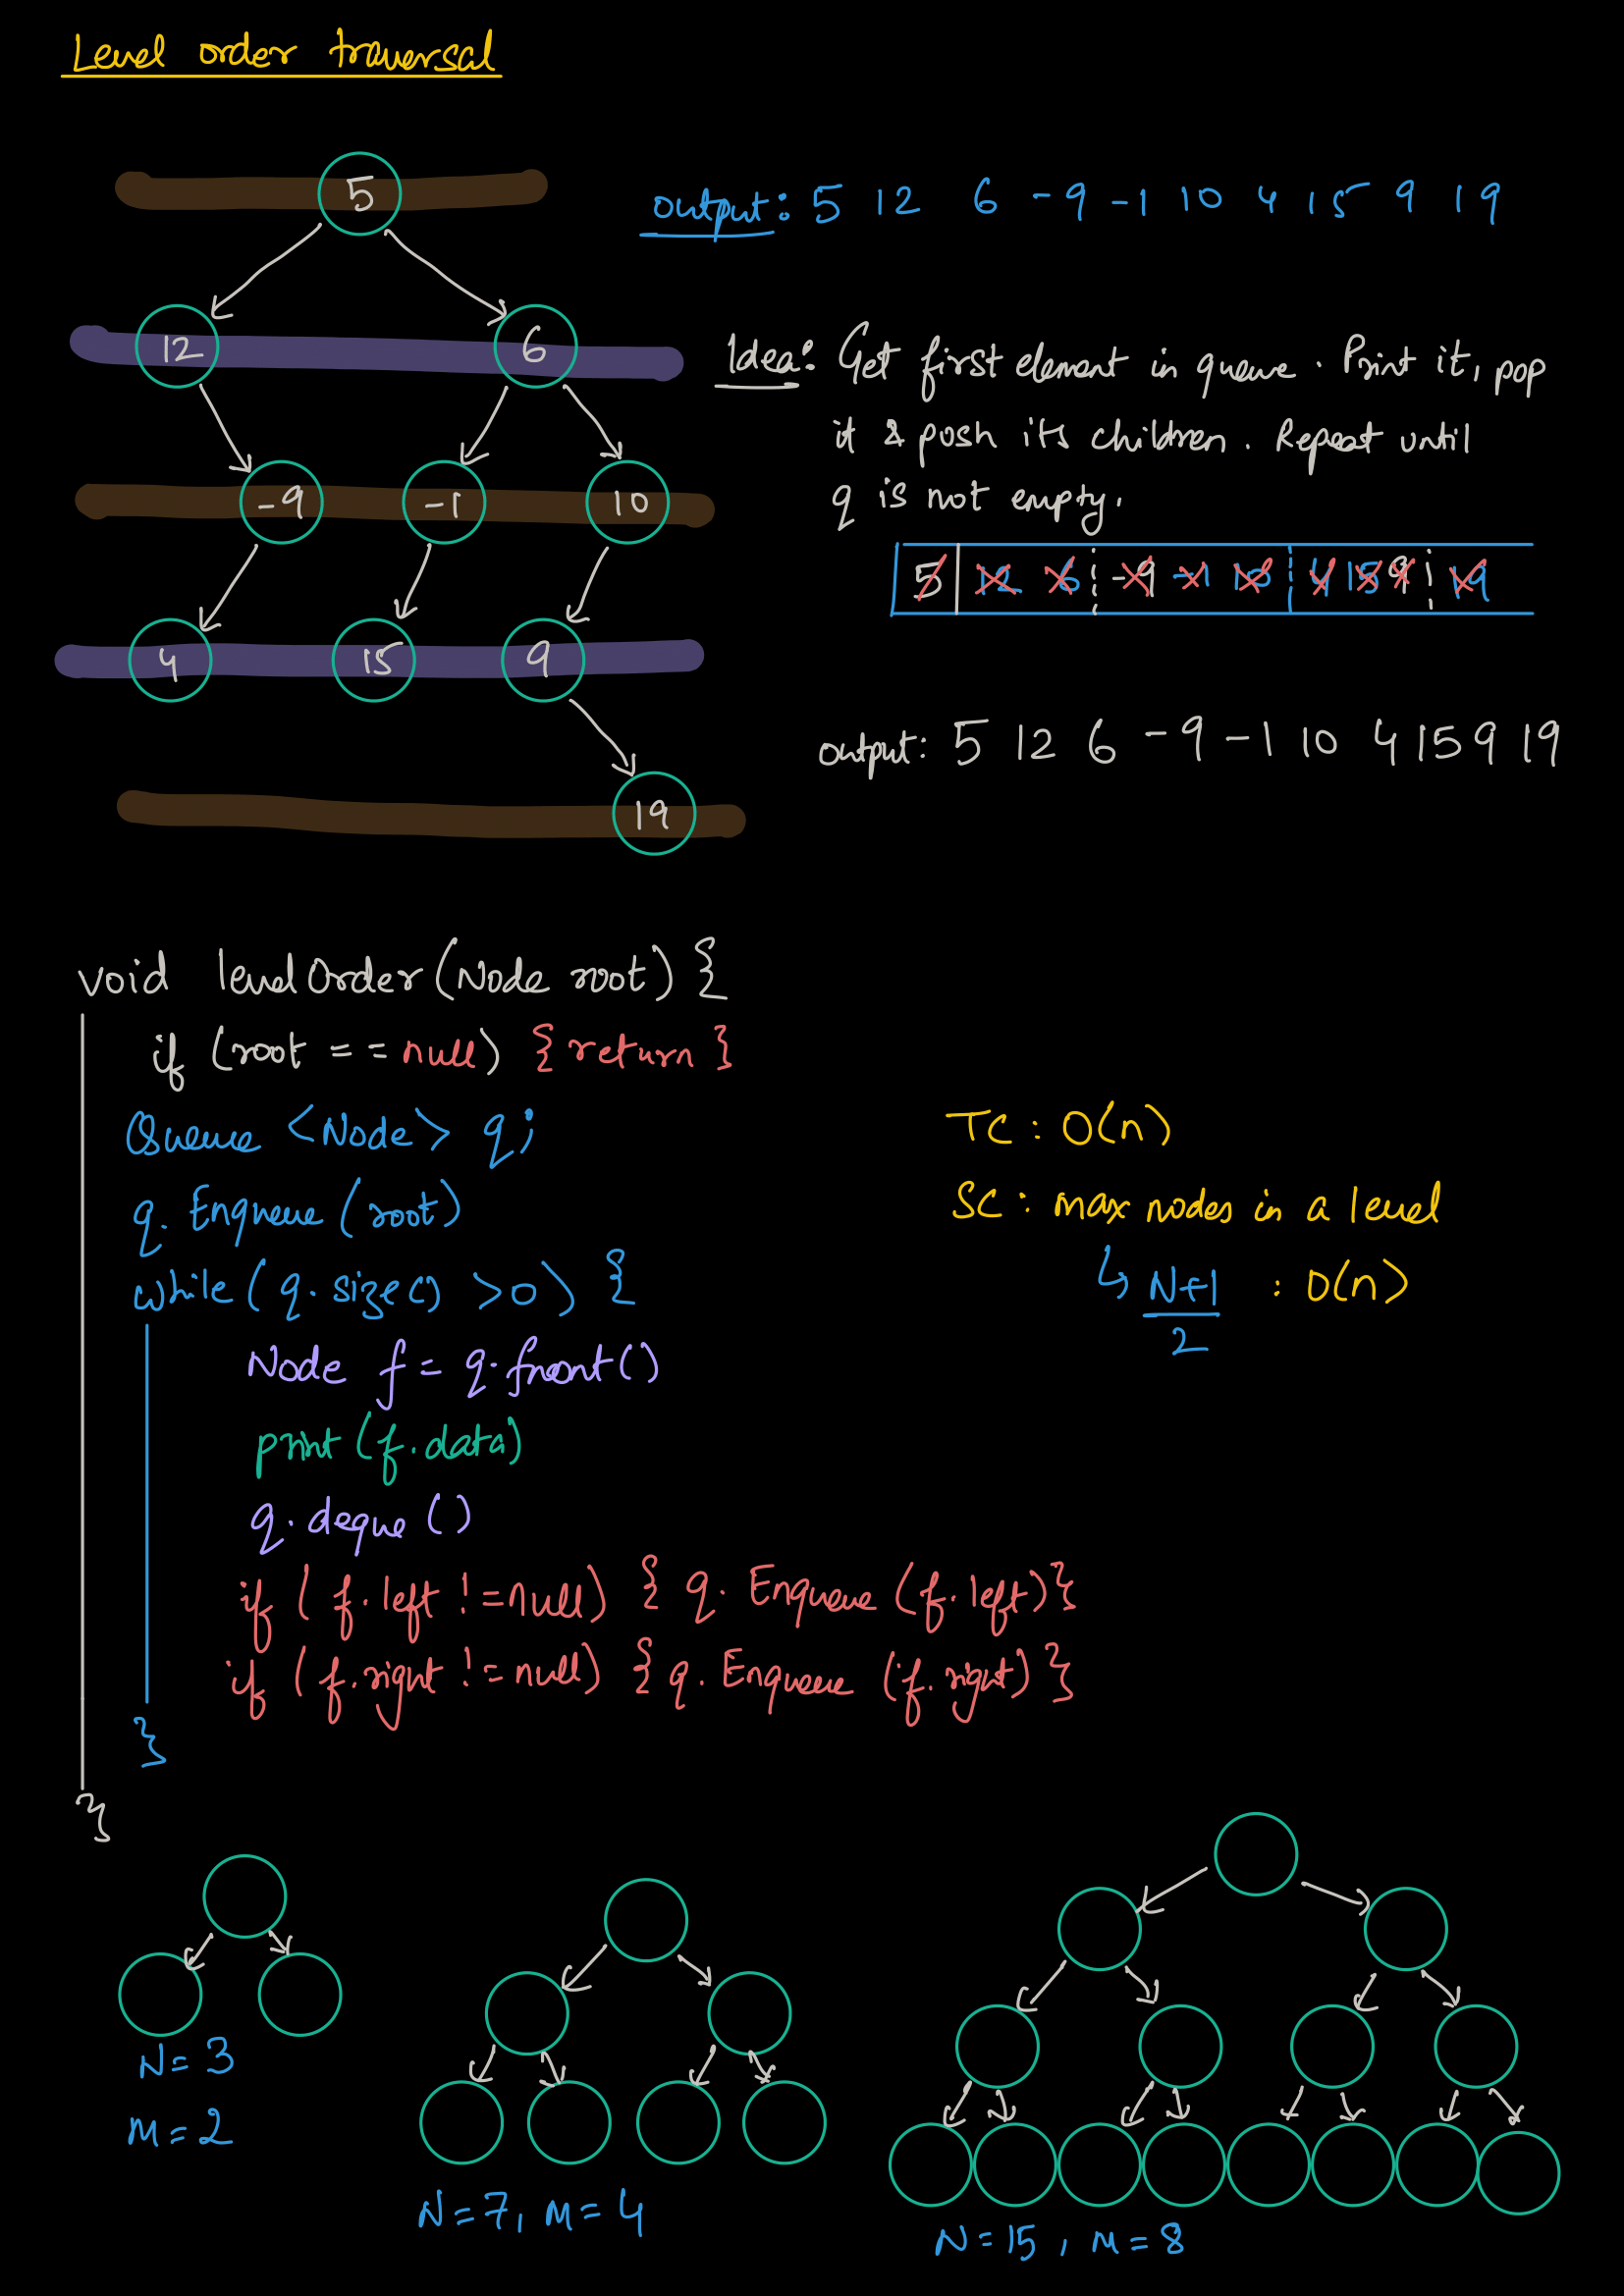 Level order traversal
5
output: 5 12 6 -9 -1 10 4 15 9 19
12 6
Idea: Get first element in queue. Print it, pop
it & push its children. Repeat until
q is not empty.
-9 -1 10
5 12 6 -9 -1 10 4 15 9 19
4 15 9
output: 5 12 6 -9 -1 10 4 15 9 19
19
void levelOrder(Node root) {
if (root == null) { return }
Queue <Node> q;
q. Enqueue (root)
while( q. size() >0 ) {
Node f = q.front()
print (f.data)
q. deque ()
if ( f. left != null) { q. Enqueue (f. left)}
if ( f. right != null) { q. Enqueue (f. right) }
}
}
TC : O(n)
SC : max nodes in a level
↳ N+1 : O(n)
2
N= 3
M= 2
N=7, M= 4
N=15 , M=8